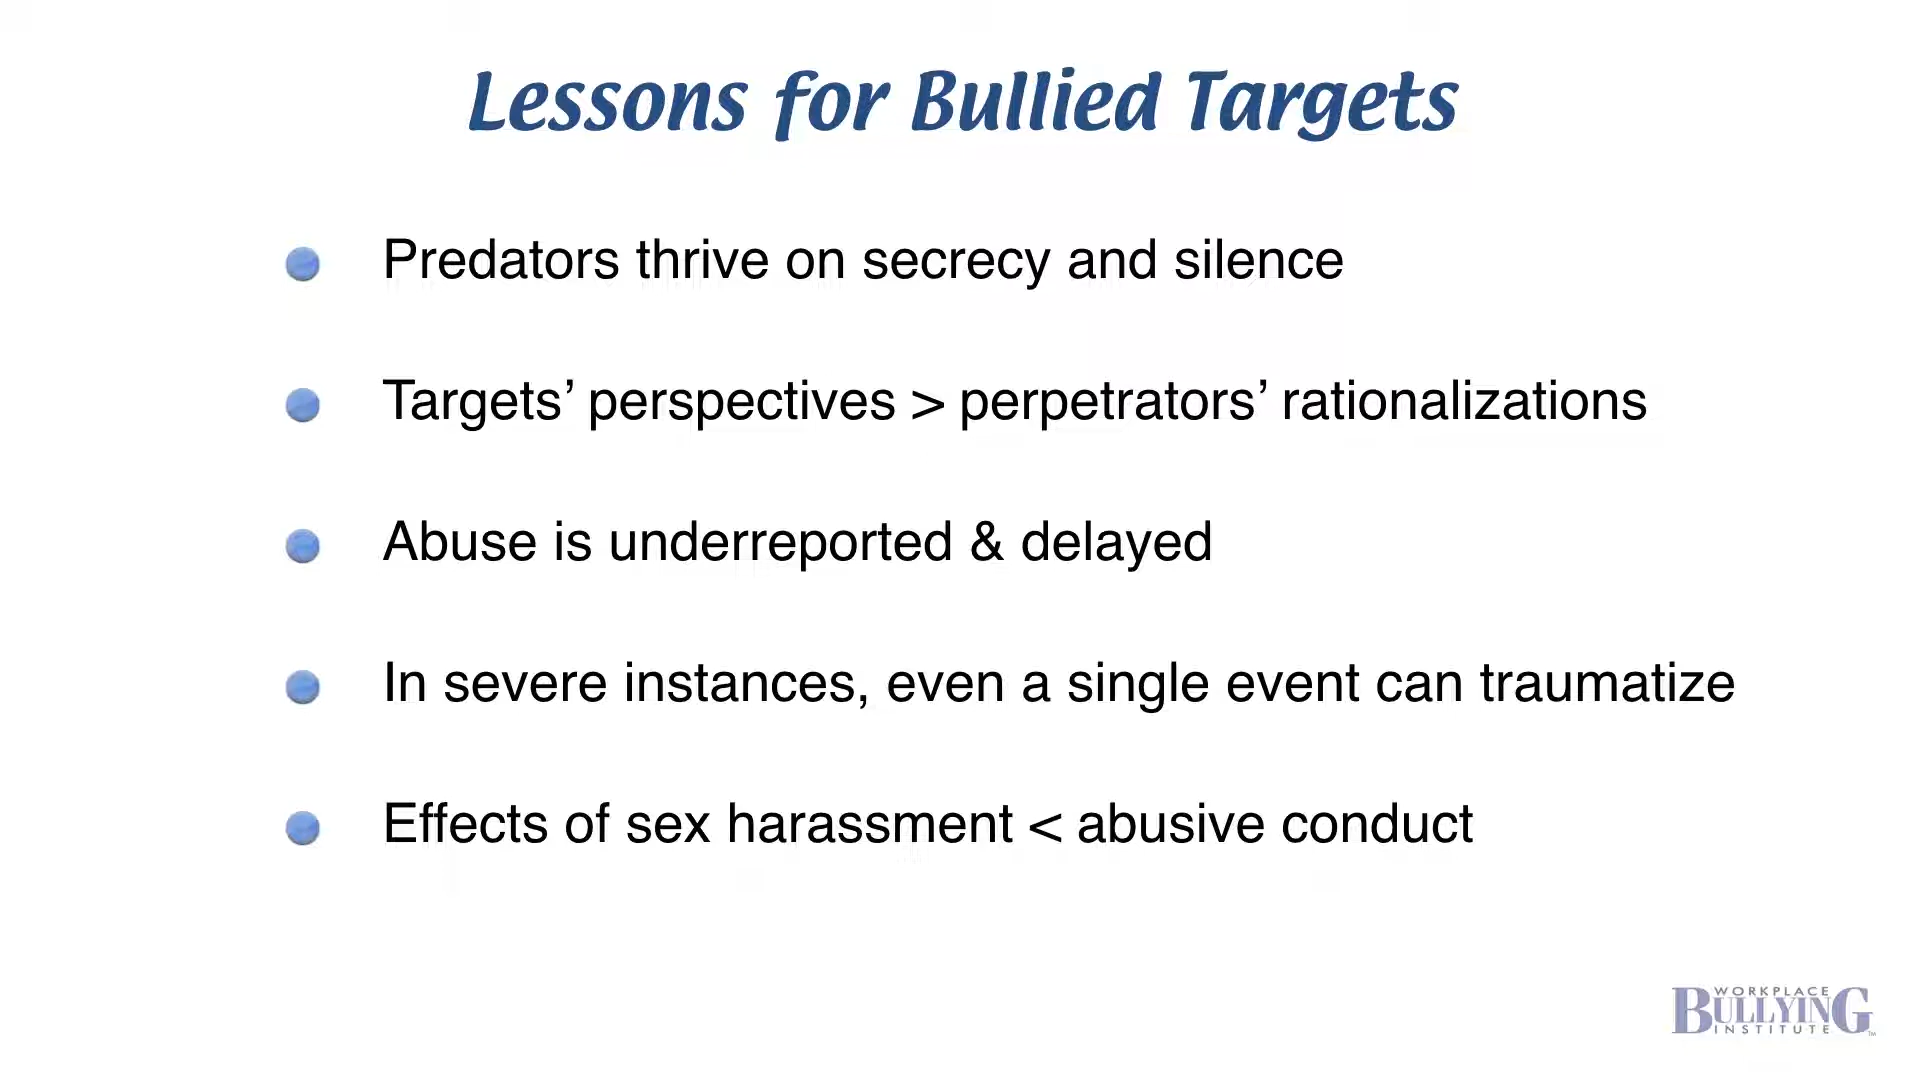 Lessons for Bullied Targets
Predators thrive on secrecy and silence
Targets’ perspectives > perpetrators’ rationalizations
Abuse is underreported & delayed
In severe instances, even a single event can traumatize
Effects of sex harassment < abusive conduct
WORKPLACE
BULLYING
INSTITUTE™